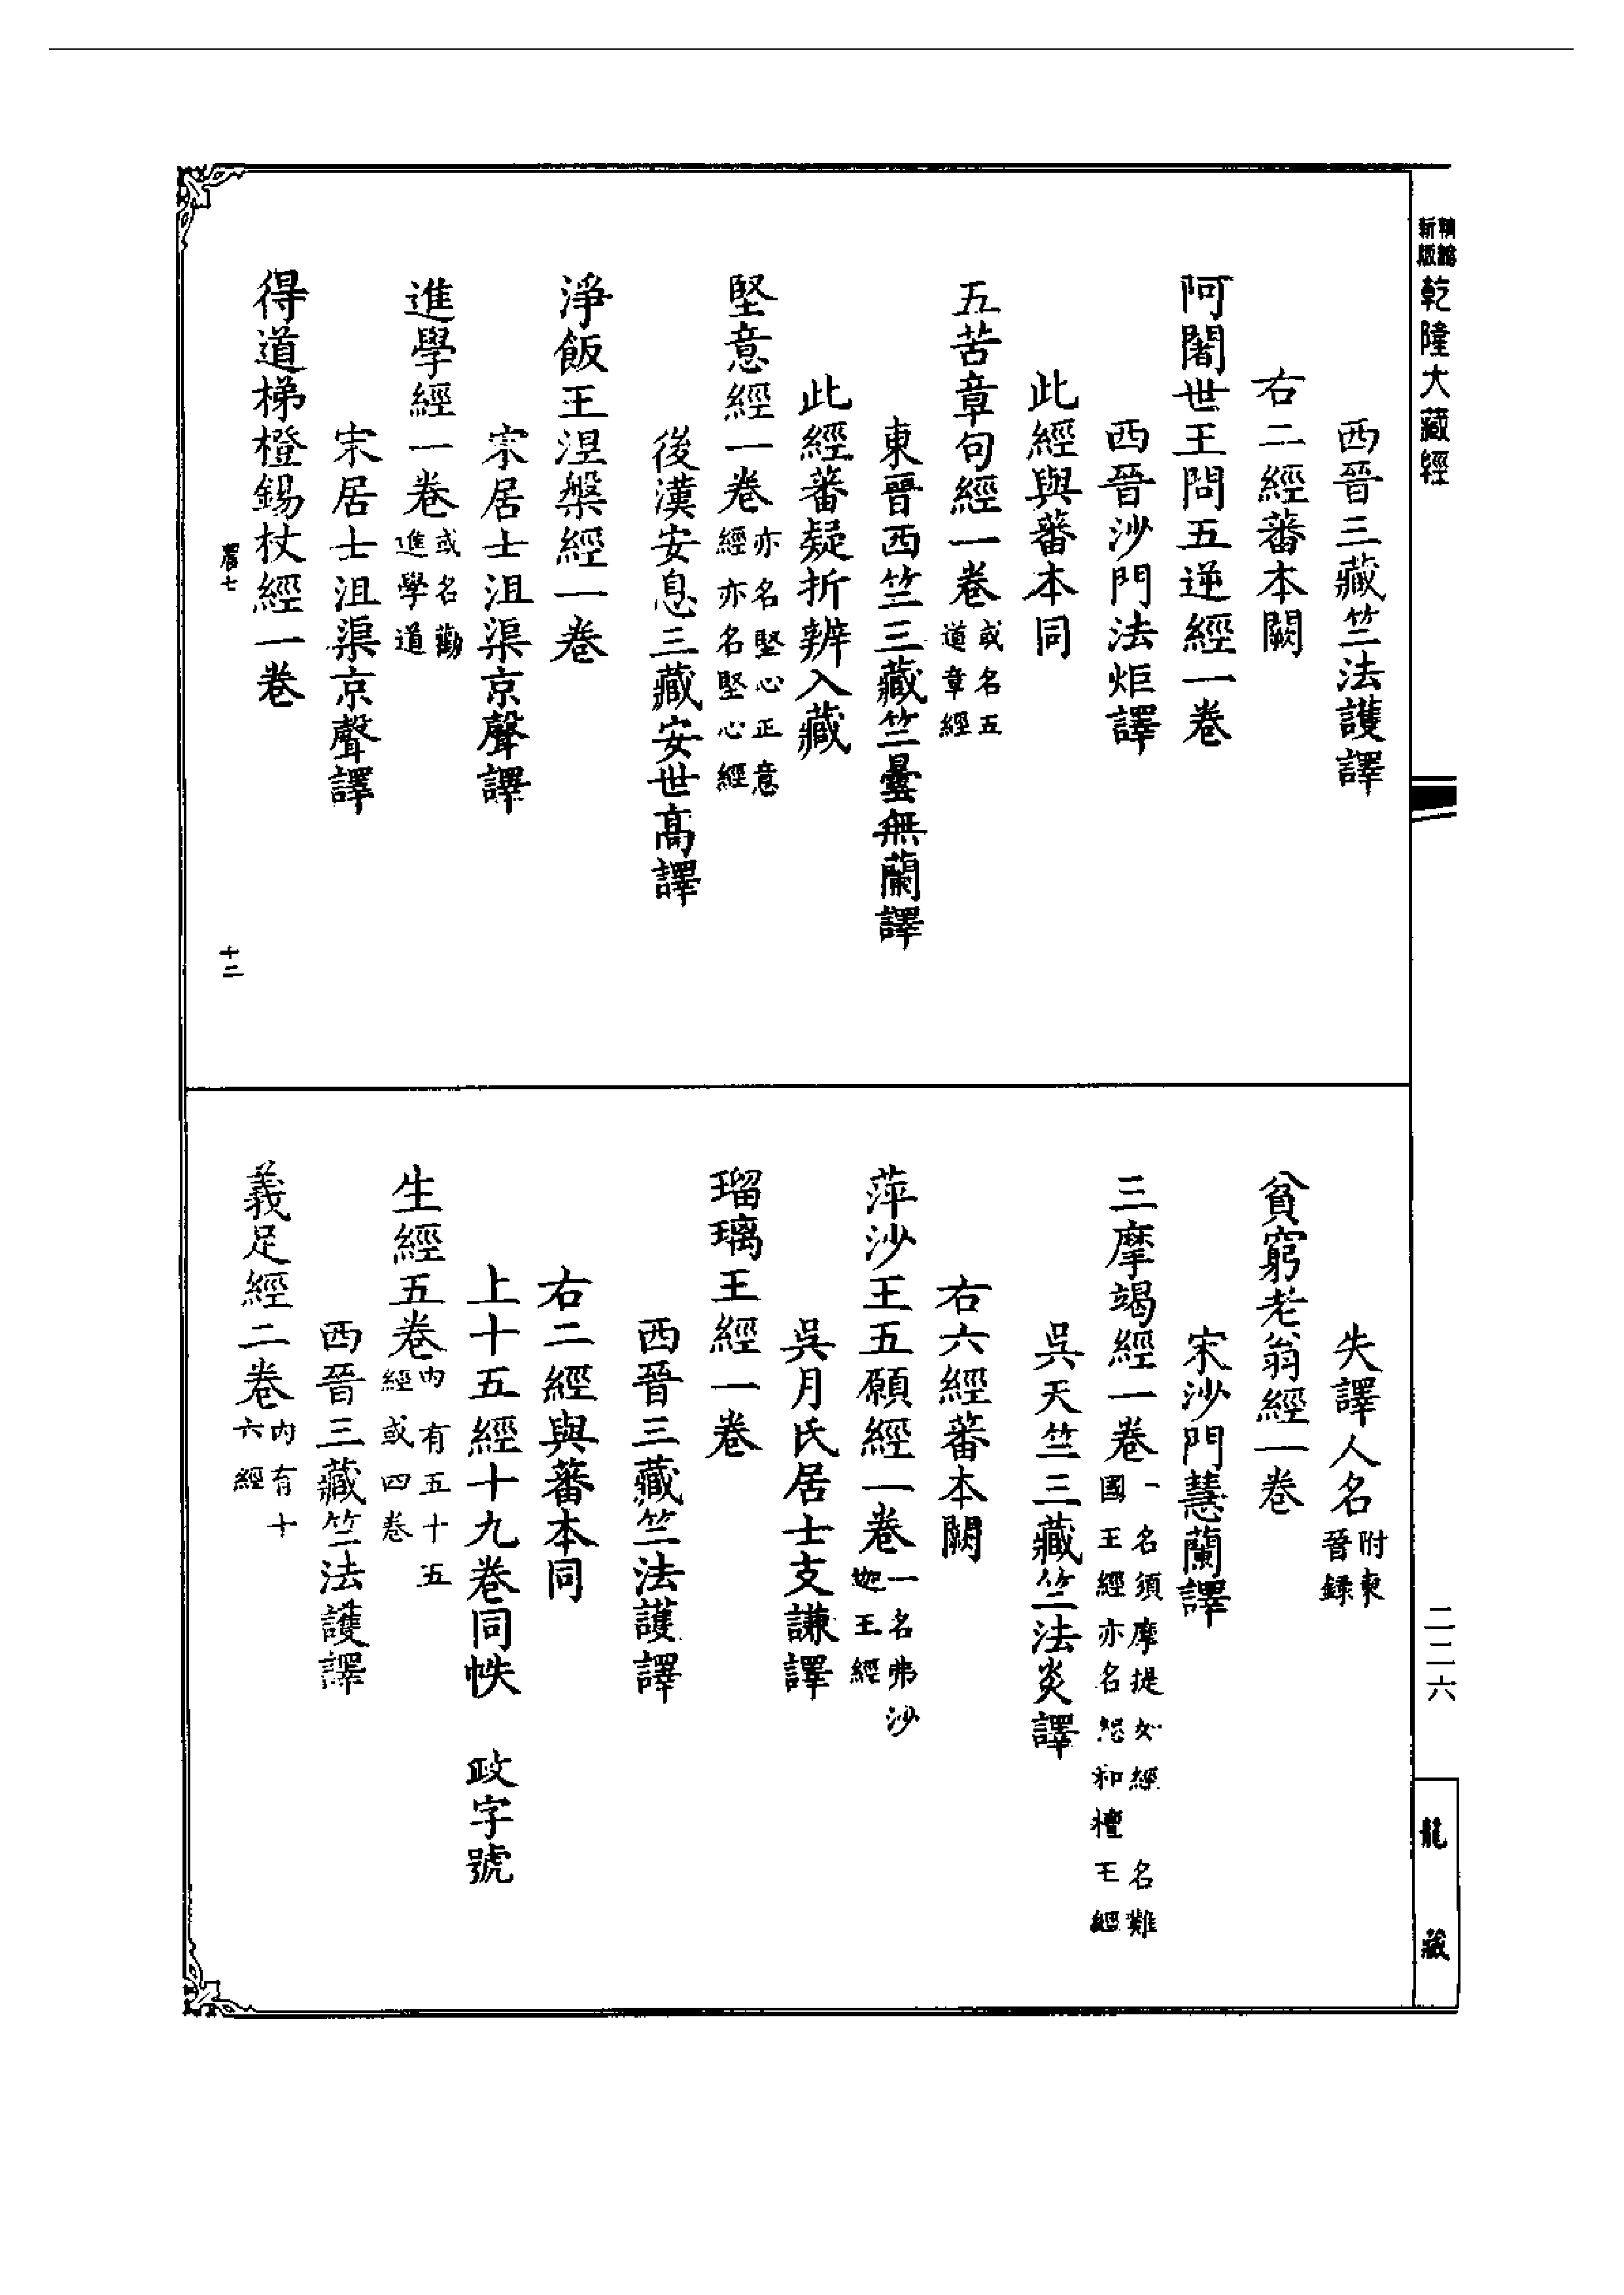 新版
精縮
乾隆大藏經
西晉三藏竺法護譯
右二經蕃本闕
阿闍世王問五逆經一卷
西晉沙門法炬譯
此經與蕃本同
五苦章句經一卷或名五道章經
東晉西竺三藏竺曇無蘭譯
此經蕃疑折辨入藏
堅意經一卷亦名堅心正意經亦名堅心經
後漢安息三藏安世高譯
淨飯王涅槃經一卷
宋居士沮渠京聲譯
進學經一卷或名勸進學道
宋居士沮渠京聲譯
得道梯橙錫杖經一卷
十二
失譯人名附東晉錄
貧窮老翁經一卷
宋沙門慧蘭譯
三摩竭經一卷一名須摩提如經名難國王經亦名恕和檀王經
吳天竺三藏竺法炎譯
右六經蕃本闕
萍沙王五願經一卷一名弗沙迦王經
吳月氏居士支謙譯
瑠璃王經一卷
西晉三藏竺法護譯
右二經與蕃本同
上十五經十九卷同帙 政字號
生經五卷內有五十五經或四卷
西晉三藏竺法護譯
義足經二卷內有十六經
二二六
龍藏